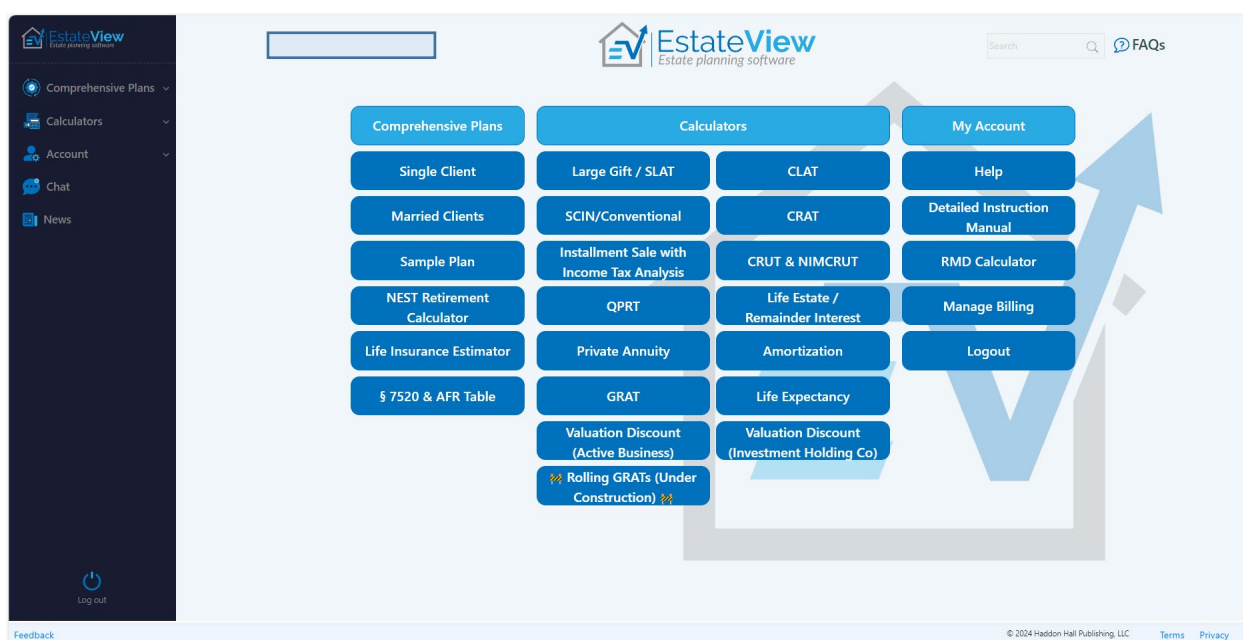 EstateView
Estate planning software
Comprehensive Plans
Calculators
Account
Chat
News
Log out
EstateView
Estate planning software
Search
FAQs
Comprehensive Plans
Single Client
Married Clients
Sample Plan
NEST Retirement
Calculator
Life Insurance Estimator
§ 7520 & AFR Table
Calculators
Large Gift / SLAT
SCIN/Conventional
Installment Sale with
Income Tax Analysis
QPRT
Private Annuity
GRAT
Valuation Discount
(Active Business)
🚧 Rolling GRATs (Under
Construction) 🚧
CLAT
CRAT
CRUT & NIMCRUT
Life Estate /
Remainder Interest
Amortization
Life Expectancy
Valuation Discount
(Investment Holding Co)
My Account
Help
Detailed Instruction
Manual
RMD Calculator
Manage Billing
Logout
Feedback
© 2024 Haddon Hall Publishing, LLC
Terms
Privacy